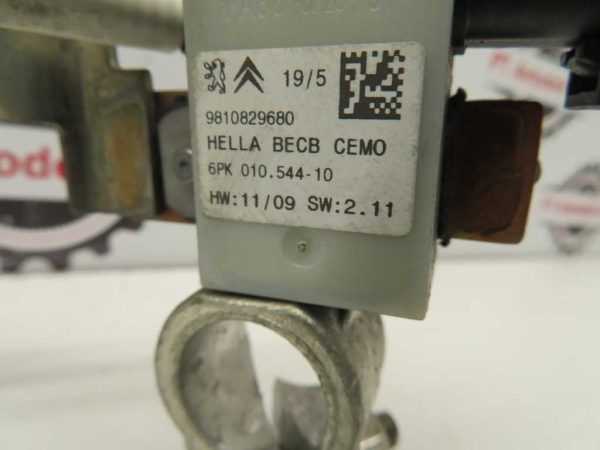 19/5
9810829680
HELLA BECB CEMO
6PK 010.544-10
HW:11/09 SW:2.11